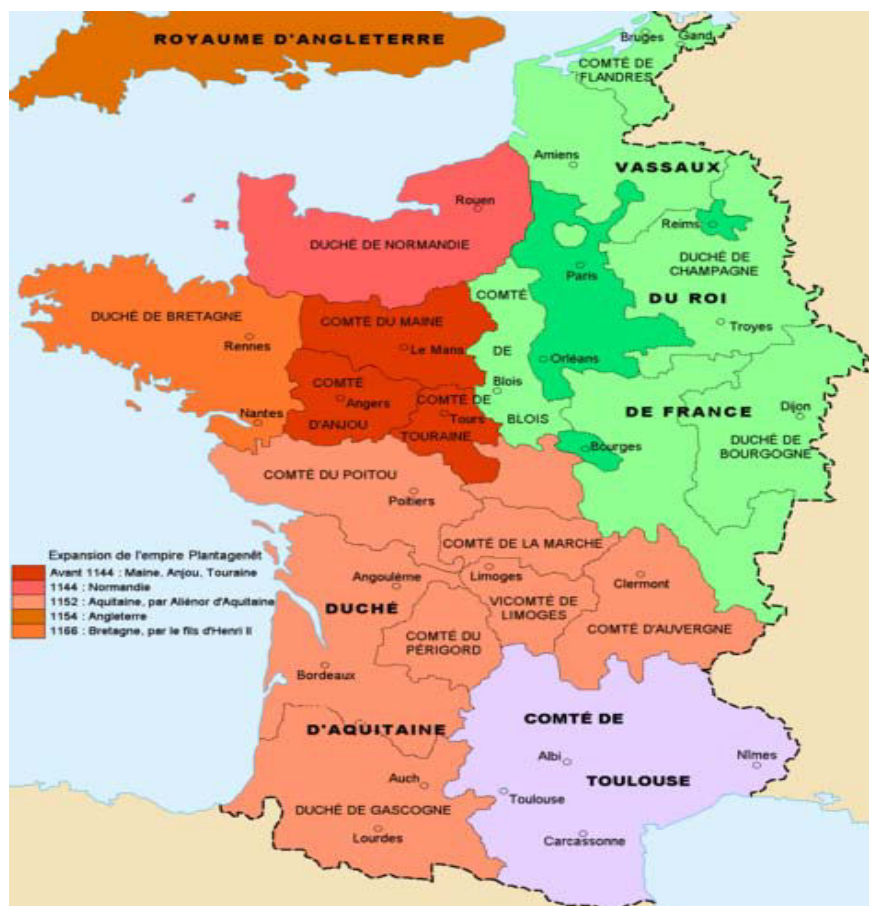 ROYAUME D'ANGLETERRE
Bruges
Gand
COMTÉ DE
FLANDRES
Amiens
VASSAUX
Rouen
Reims
DUCHÉ DE NORMANDIE
DUCHÉ DE
CHAMPAGNE
Paris
COMTÉ
DU ROI
DUCHÉ DE BRETAGNE
COMTÉ DU MAINE
Troyes
Rennes
Le Mans
DE
Orléans
Blois
COMTÉ
Angers
COMTÉ DE
Tours
Nantes
D'ANJOU
TOURAINE
BLOIS
DE FRANCE
Dijon
Bourges
DUCHÉ DE
BOURGOGNE
COMTÉ DU POITOU
Poitiers
COMTÉ DE LA MARCHE
Expansion de l'empire Plantagenêt
Avant 1144 : Maine, Anjou, Touraine
1144 : Normandie
1152 : Aquitaine, par Aliénor d'Aquitaine
1154 : Angleterre
1166 : Bretagne, par le fils d'Henri II
Angoulême
Limoges
Clermont
DUCHÉ
VICOMTÉ DE
LIMOGES
COMTÉ D'AUVERGNE
COMTÉ DU
PÉRIGORD
Bordeaux
D'AQUITAINE
COMTÉ DE
Albi
Nîmes
TOULOUSE
Auch
Toulouse
DUCHÉ DE GASCOGNE
Lourdes
Carcassonne